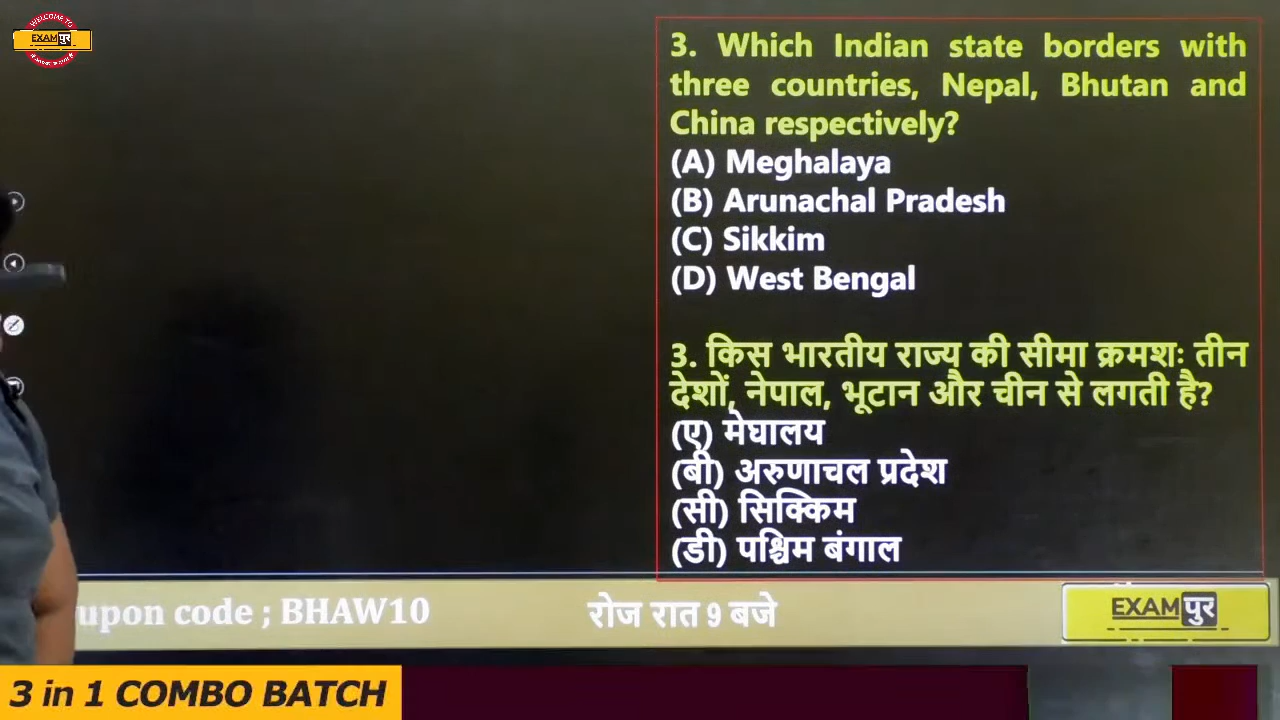 WELCOME TO
EXAMपुर
3. Which Indian state borders with
three countries, Nepal, Bhutan and
China respectively?
(A) Meghalaya
(B) Arunachal Pradesh
(C) Sikkim
(D) West Bengal
3. किस भारतीय राज्य की सीमा क्रमशः तीन
देशों, नेपाल, भूटान और चीन से लगती है?
(ए) मेघालय
(बी) अरुणाचल प्रदेश
(सी) सिक्किम
(डी) पश्चिम बंगाल
upon code ; BHAW10
रोज रात 9 बजे
EXAMपुर
3 in 1 COMBO BATCH